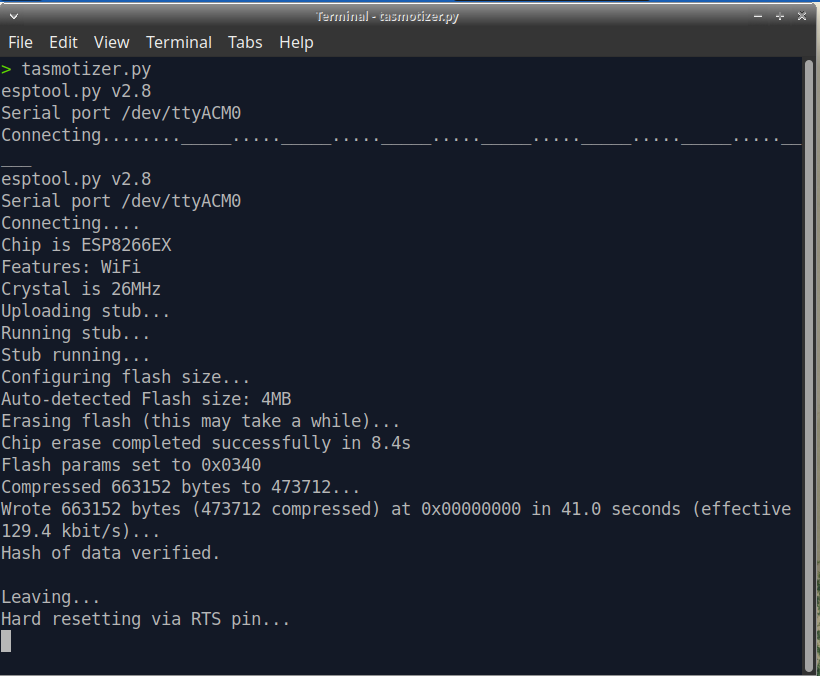 Terminal - tasmotizer.py
File Edit View Terminal Tabs Help
> tasmotizer.py
esptool.py v2.8
Serial port /dev/ttyACM0
Connecting........_____....._____....._____....._____....._____....._____.....__
___
esptool.py v2.8
Serial port /dev/ttyACM0
Connecting....
Chip is ESP8266EX
Features: WiFi
Crystal is 26MHz
Uploading stub...
Running stub...
Stub running...
Configuring flash size...
Auto-detected Flash size: 4MB
Erasing flash (this may take a while)...
Chip erase completed successfully in 8.4s
Flash params set to 0x0340
Compressed 663152 bytes to 473712...
Wrote 663152 bytes (473712 compressed) at 0x00000000 in 41.0 seconds (effective
129.4 kbit/s)...
Hash of data verified.

Leaving...
Hard resetting via RTS pin...